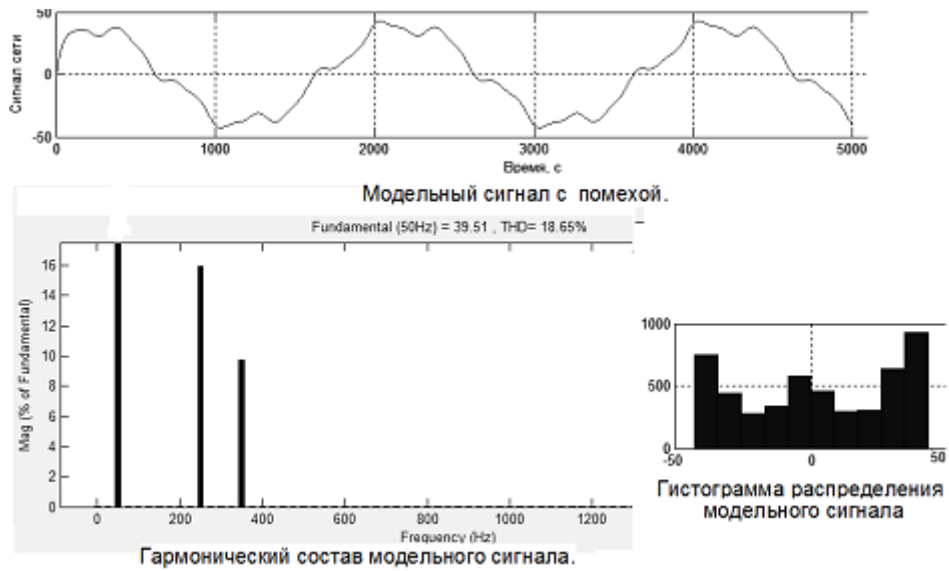 50
0
-50
Сигнал сети
0 1000 2000 3000 4000 5000
Время, с
Модельный сигнал с помехой.
Fundamental (50Hz) = 39.51 , THD= 18.65%
16
14
12
10
8
6
4
2
0
Mag (% of Fundamental)
0 200 400 600 800 1000 1200
Frequency (Hz)
Гармонический состав модельного сигнала.
1000
500
0
-50 0 50
Гистограмма распределения
модельного сигнала